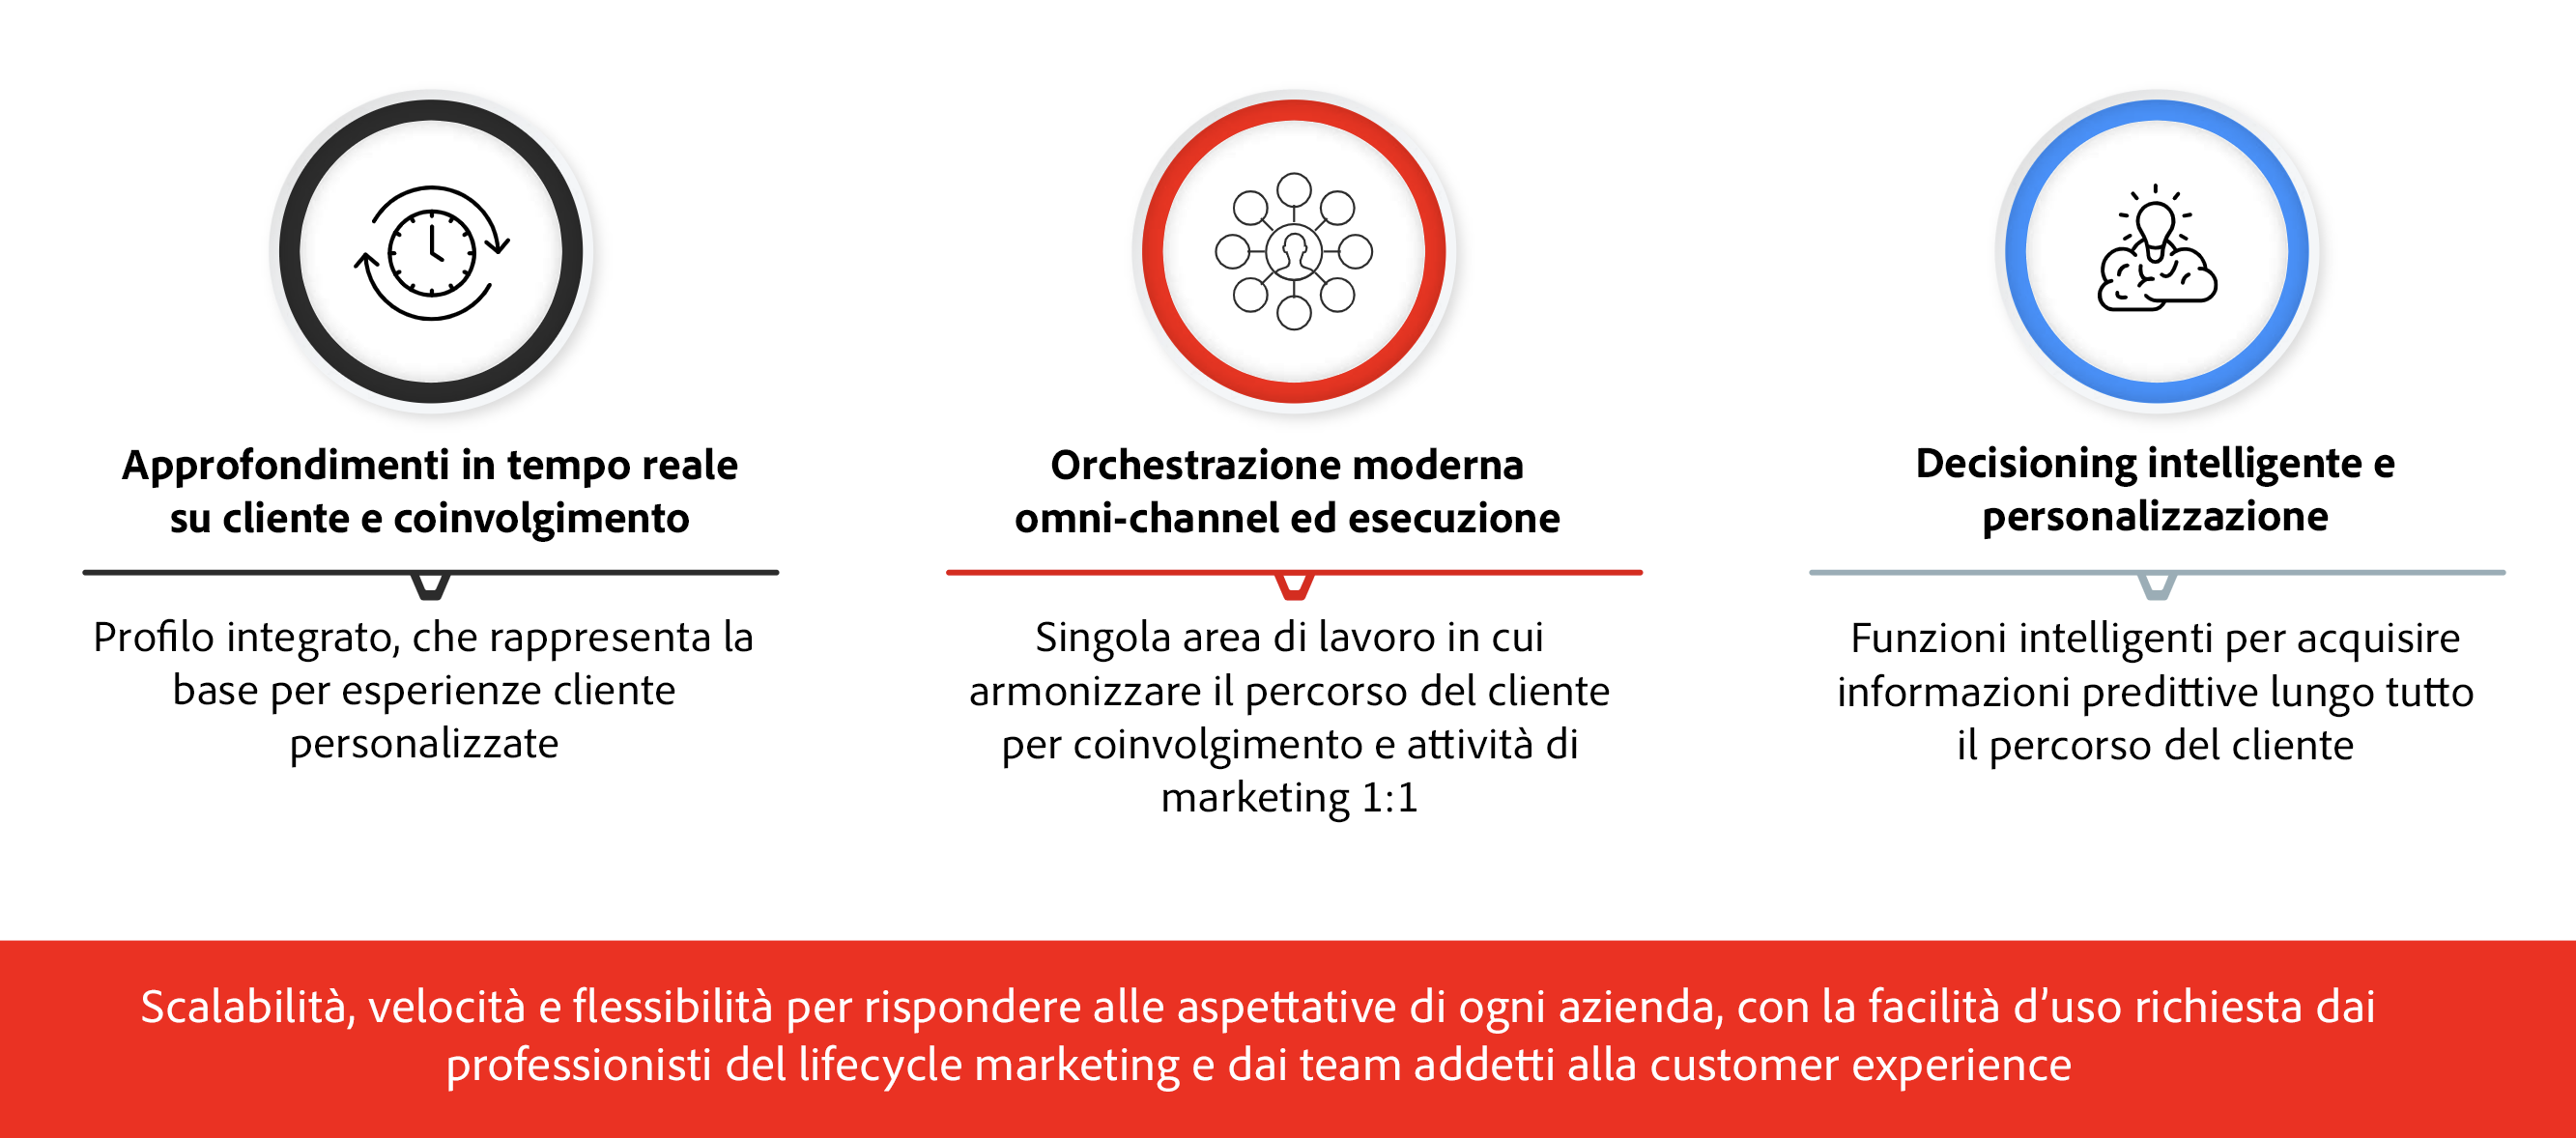 Approfondimenti in tempo reale
su cliente e coinvolgimento
Profilo integrato, che rappresenta la
base per esperienze cliente
personalizzate
Orchestrazione moderna
omni-channel ed esecuzione
Singola area di lavoro in cui
armonizzare il percorso del cliente
per coinvolgimento e attività di
marketing 1:1
Decisioning intelligente e
personalizzazione
Funzioni intelligenti per acquisire
informazioni predittive lungo tutto
il percorso del cliente
Scalabilità, velocità e flessibilità per rispondere alle aspettative di ogni azienda, con la facilità d’uso richiesta dai
professionisti del lifecycle marketing e dai team addetti alla customer experience